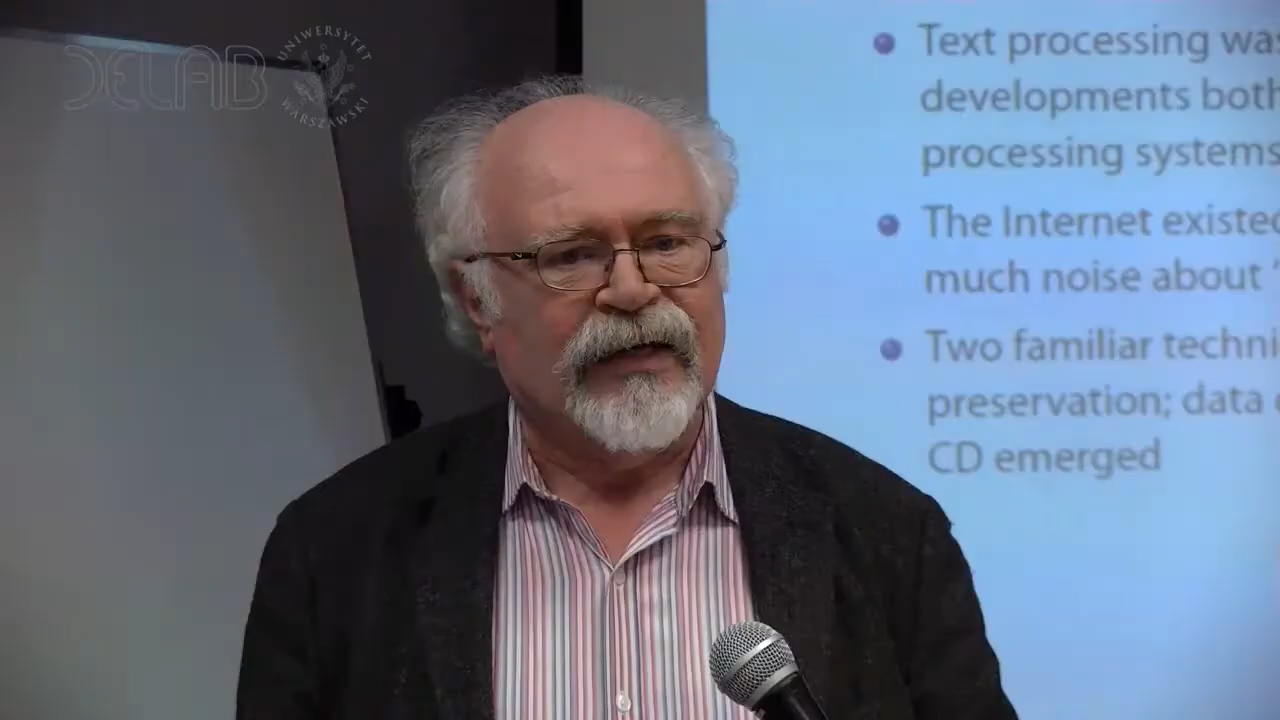 DELAB
UNIWERSYTET
WARSZAWSKI
Text processing was
developments both
processing systems
The Internet existed
much noise about '
Two familiar techni
preservation; data
CD emerged